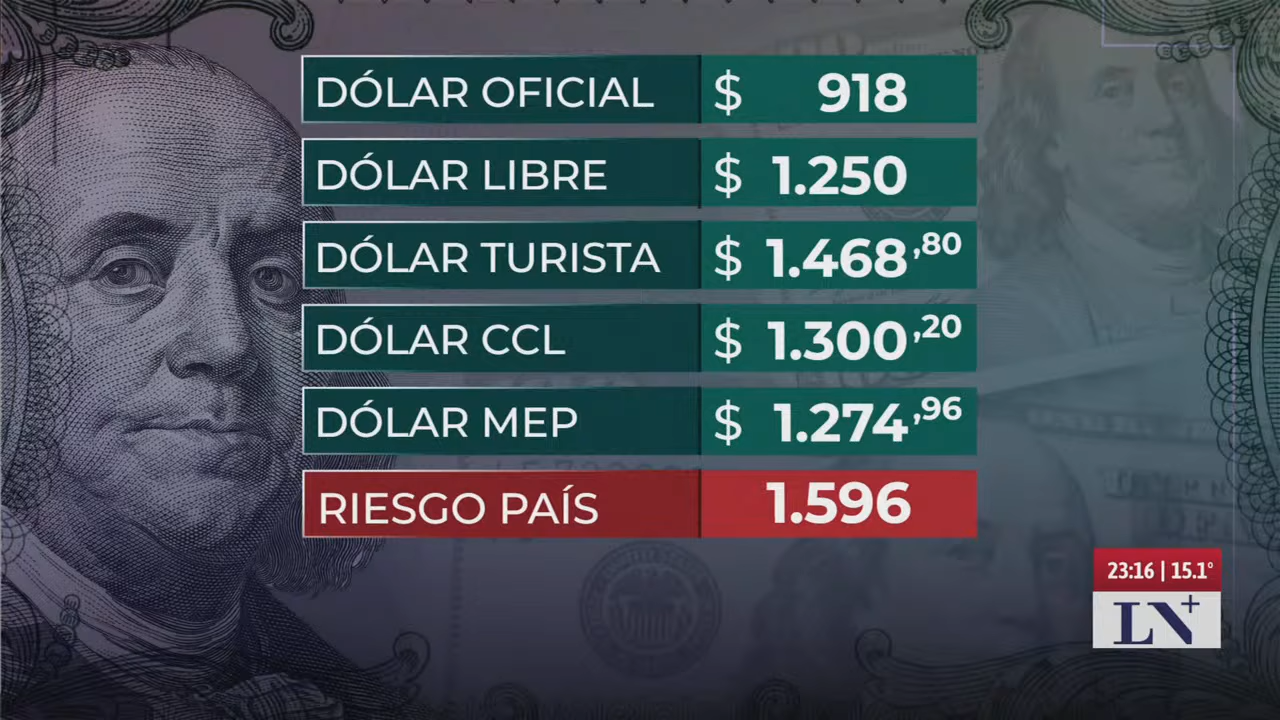 DÓLAR OFICIAL $ 918
DÓLAR LIBRE $ 1.250
DÓLAR TURISTA $ 1.468,80
DÓLAR CCL $ 1.300,20
DÓLAR MEP $ 1.274,96
RIESGO PAÍS 1.596
23:16 | 15.1°
LN+